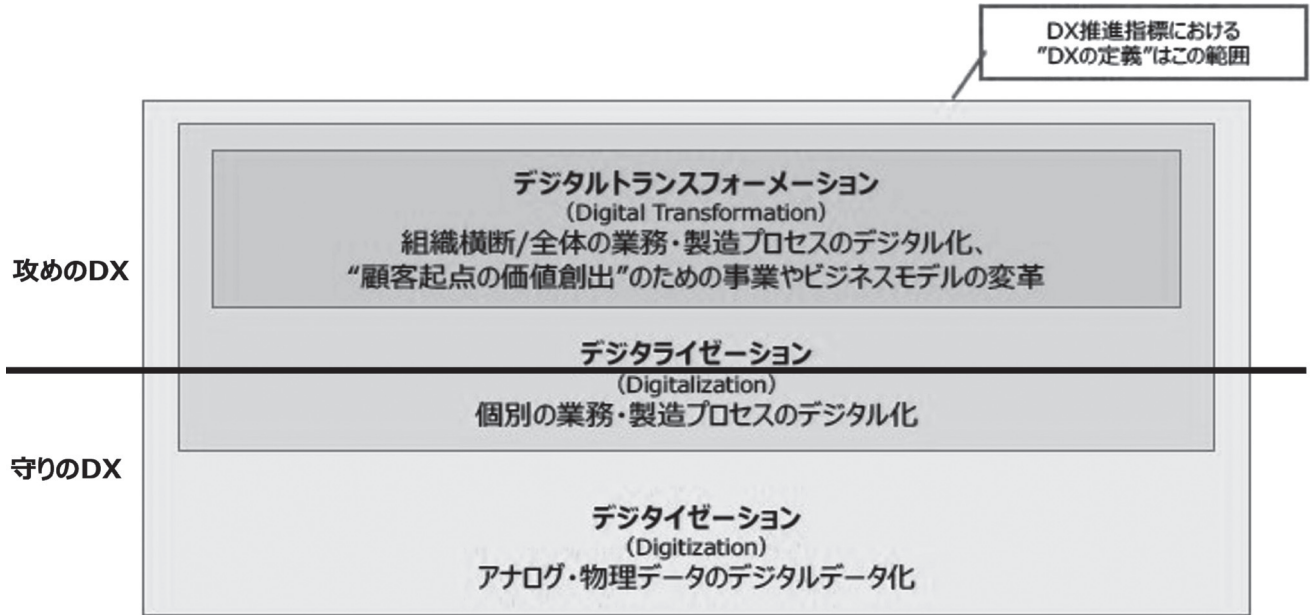 DX推進指標における
"DXの定義"はこの範囲
デジタルトランスフォーメーション
(Digital Transformation)
組織横断/全体の業務・製造プロセスのデジタル化、
“顧客起点の価値創出”のための事業やビジネスモデルの変革
攻めのDX
デジタライゼーション
(Digitalization)
個別の業務・製造プロセスのデジタル化
守りのDX
デジタイゼーション
(Digitization)
アナログ・物理データのデジタルデータ化